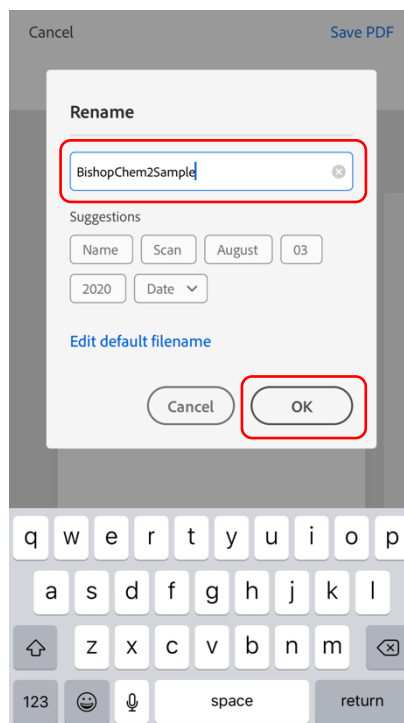 Cancel Save PDF
Rename
BishopChem2Sample
Suggestions
Name Scan August 03
2020 Date
Edit default filename
Cancel OK
q w e r t y u i o p
a s d f g h j k l
z x c v b n m
123 space return